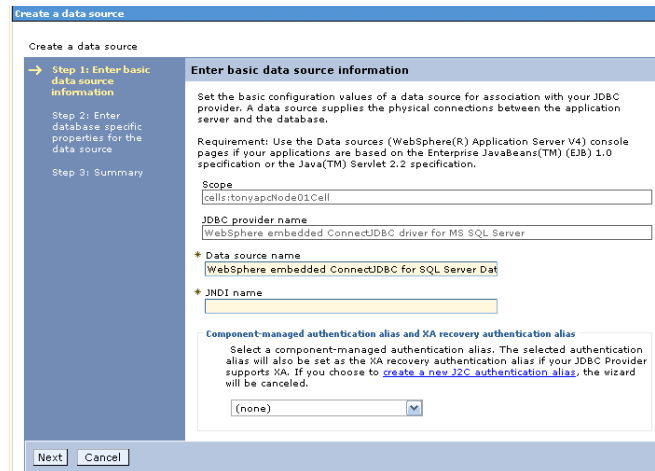 Create a data source
Create a data source
Step 1: Enter basic
data source
information
Step 2: Enter
database specific
properties for the
data source
Step 3: Summary
Enter basic data source information
Set the basic configuration values of a data source for association with your JDBC
provider. A data source supplies the physical connections between the application
server and the database.
Requirement: Use the Data sources (WebSphere(R) Application Server V4) console
pages if your applications are based on the Enterprise JavaBeans(TM) (EJB) 1.0
specification or the Java(TM) Servlet 2.2 specification.
Scope
cells:tonyapcNode01Cell
JDBC provider name
WebSphere embedded ConnectJDBC driver for MS SQL Server
* Data source name
WebSphere embedded ConnectJDBC for SQL Server Dat
* JNDI name
Component-managed authentication alias and XA recovery authentication alias
Select a component-managed authentication alias. The selected authentication
alias will also be set as the XA recovery authentication alias if your JDBC Provider
supports XA. If you choose to create a new J2C authentication alias, the wizard
will be canceled.
(none)
Next Cancel